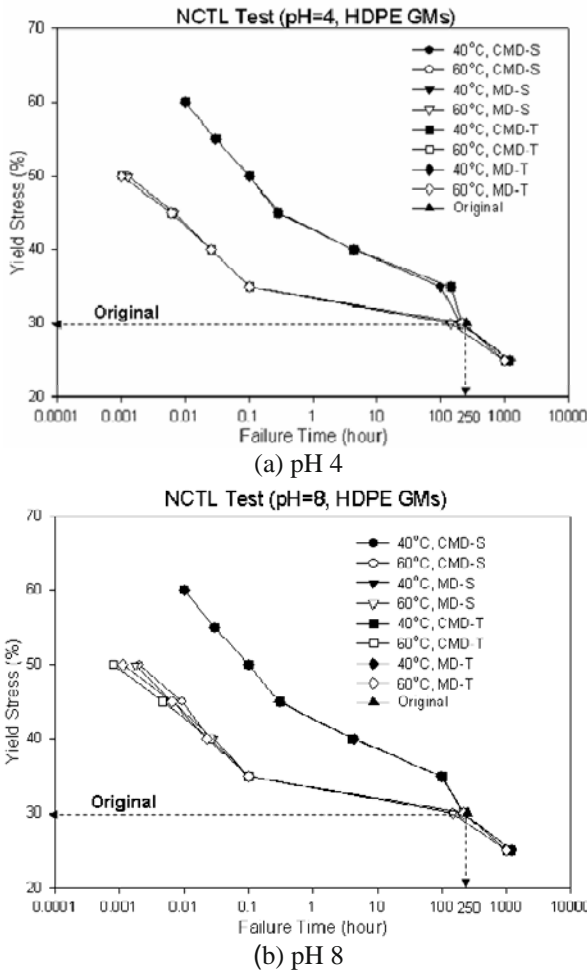 NCTL Test (pH=4, HDPE GMs)
70
60
50
40
30
20
Yield Stress (%)
40°C, CMD-S
60°C, CMD-S
40°C, MD-S
60°C, MD-S
40°C, CMD-T
60°C, CMD-T
40°C, MD-T
60°C, MD-T
Original
Original
0.0001 0.001 0.01 0.1 1 10 100 250 1000 10000
Failure Time (hour)
(a) pH 4
NCTL Test (pH=8, HDPE GMs)
70
60
50
40
30
20
Yield Stress (%)
40°C, CMD-S
60°C, CMD-S
40°C, MD-S
60°C, MD-S
40°C, CMD-T
60°C, CMD-T
40°C, MD-T
60°C, MD-T
Original
Original
0.0001 0.001 0.01 0.1 1 10 100 250 1000 10000
Failure Time (hour)
(b) pH 8